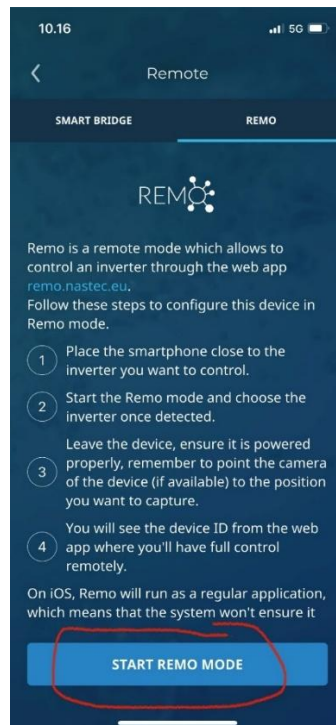 10.16
5G
Remote
SMART BRIDGE
REMO
REMO
Remo is a remote mode which allows to
control an inverter through the web app
remo.nastec.eu.
Follow these steps to configure this device in
Remo mode.
1 Place the smartphone close to the
inverter you want to control.
2 Start the Remo mode and choose the
inverter once detected.
Leave the device, ensure it is powered
3 properly, remember to point the camera
of the device (if available) to the position
you want to capture.
You will see the device ID from the web
4 app where you'll have full control
remotely.
On iOS, Remo will run as a regular application,
which means that the system won't ensure it
START REMO MODE